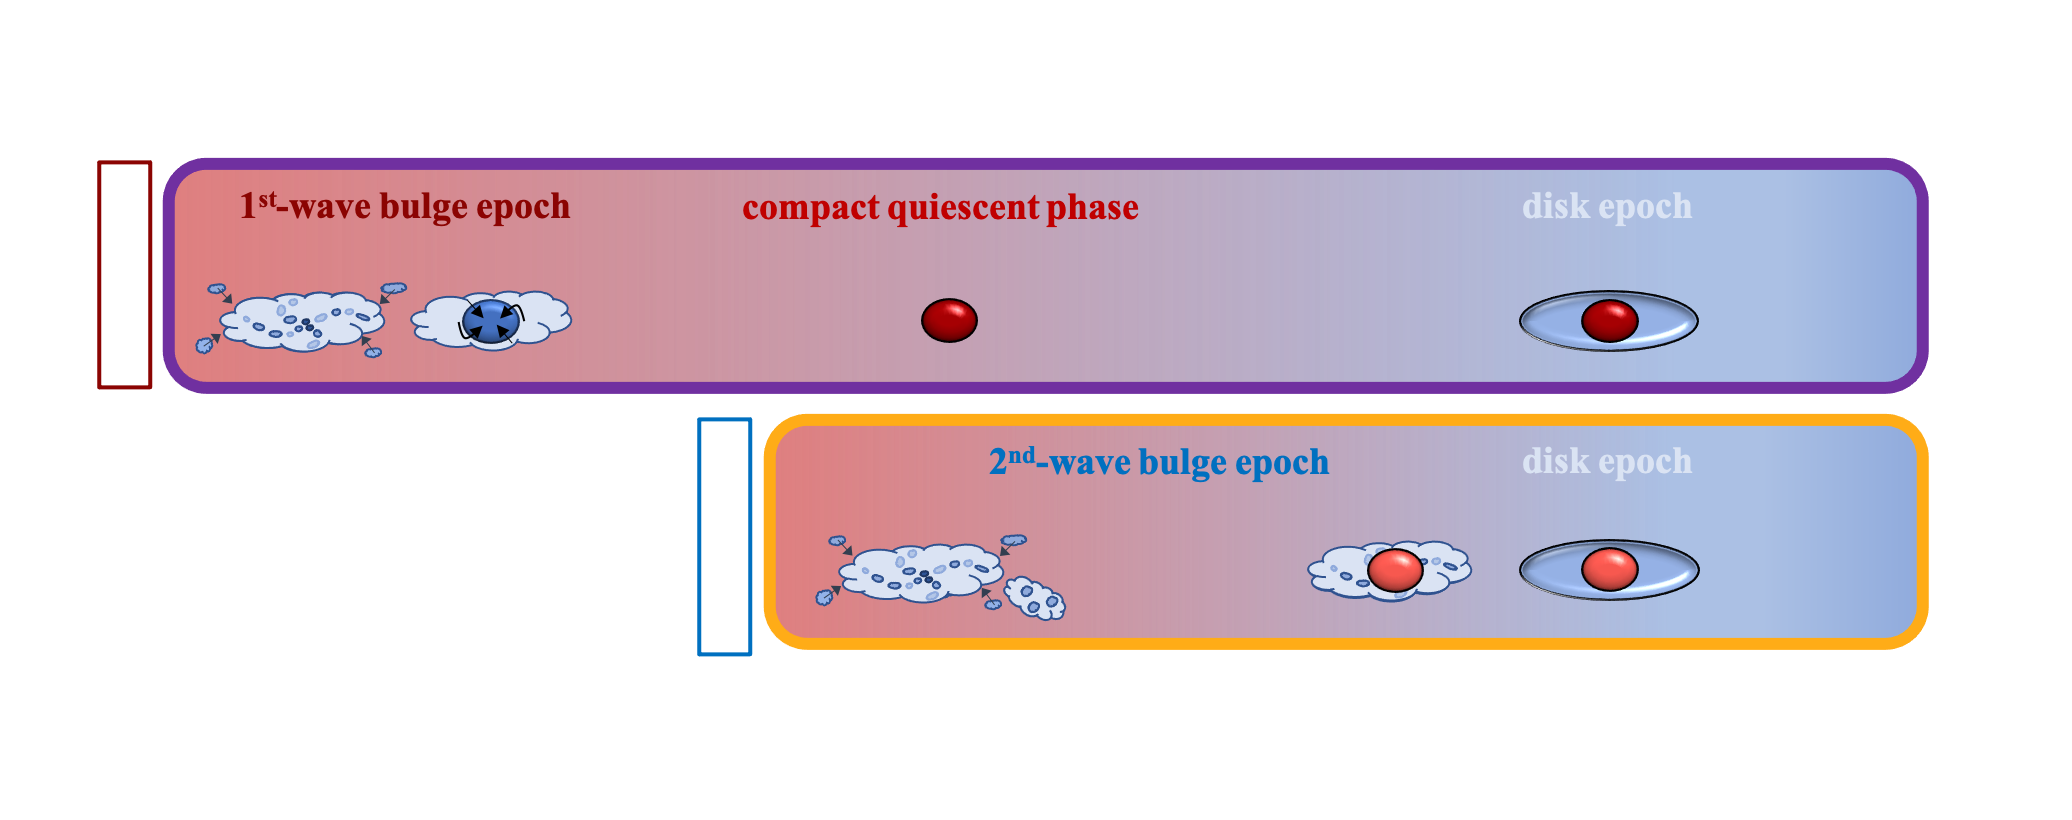 1st-wave bulge epoch
compact quiescent phase
disk epoch
2nd-wave bulge epoch
disk epoch